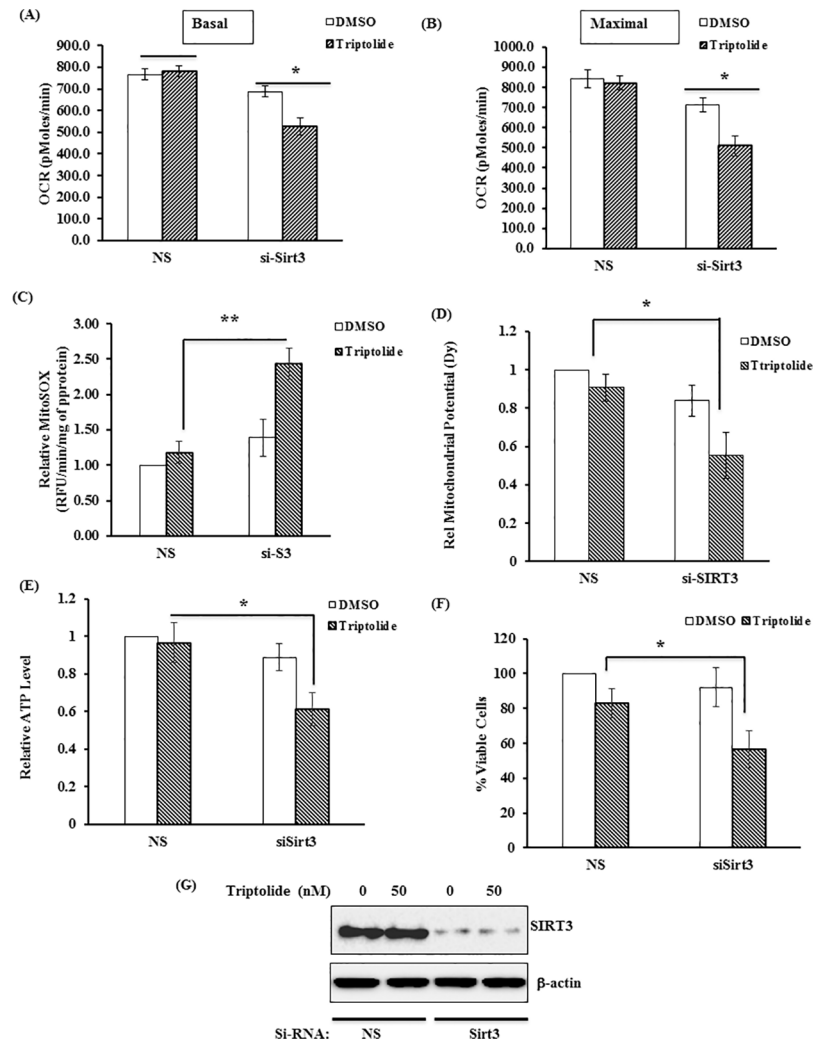 (A)
Basal
DMSO
Triptolide
900.0
800.0
700.0
600.0
500.0
400.0
300.0
200.0
100.0
0.0
OCR (pMoles/min)
*
NS
si-Sirt3
(B)
Maximal
DMSO
Triptolide
1000.0
900.0
800.0
700.0
600.0
500.0
400.0
300.0
200.0
100.0
0.0
OCR (pMoles/min)
*
NS
si-Sirt3
(C)
3.00
2.50
2.00
1.50
1.00
0.50
0.00
Relative MitoSOX
(RFU/min/mg of pprotein)
**
DMSO
Triptolide
NS
si-S3
(D)
1.2
1
0.8
0.6
0.4
0.2
0
Rel Mitochondrial Potential (Dy)
*
DMSO
Ttriptolide
NS
si-SIRT3
(E)
1.2
1
0.8
0.6
0.4
0.2
0
Relative ATP Level
*
DMSO
Triptolide
NS
siSirt3
(F)
DMSO Triptolide
120
100
80
60
40
20
0
% Viable Cells
*
NS
siSirt3
(G)
Triptolide (nM) 0 50 0 50
SIRT3
β-actin
Si-RNA: NS Sirt3